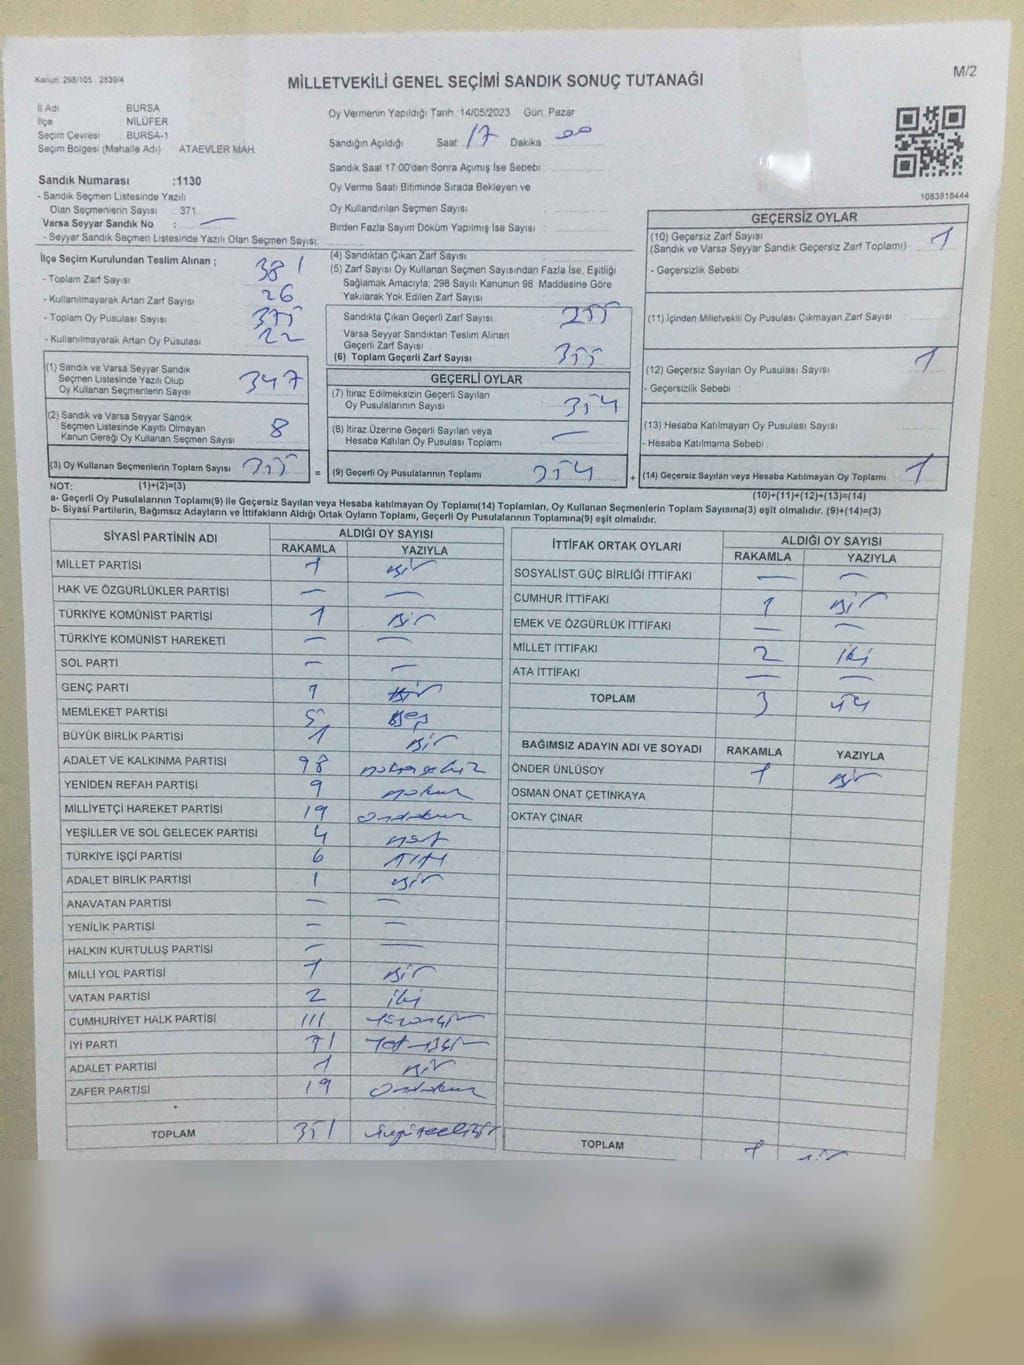 Kanun: 298/105 , 2839/4
MİLLETVEKİLİ GENEL SEÇİMİ SANDIK SONUÇ TUTANAĞI
M/2
İl Adı BURSA
İlçe NİLÜFER
Seçim Çevresi BURSA-1
Seçim Bölgesi (Mahalle Adı) ATAEVLER MAH.
Oy Vermenin Yapıldığı Tarih :14/05/2023 Gün: Pazar
Sandığın Açıldığı Saat 17 Dakika 00
Sandık Saat 17:00'den Sonra Açımış İse Sebebi
Oy Verme Saati Bitiminde Sırada Bekleyen ve
Oy Kullandırılan Seçmen Sayısı
Birden Fazla Sayım Döküm Yapılmış İse Sayısı :
1083818444
Sandık Numarası :1130
- Sandık Seçmen Listesinde Yazılı
Olan Seçmenlerin Sayısı : 371
Varsa Seyyar Sandık No : —
- Seyyar Sandık Seçmen Listesinde Yazılı Olan Seçmen Sayısı:
İlçe Seçim Kurulundan Teslim Alınan ;
- Toplam Zarf Sayısı 381
- Kullanılmayarak Artan Zarf Sayısı 26
- Toplam Oy Pusulası Sayısı 375
- Kullanılmayarak Artan Oy Pusulası 22
(1) Sandık ve Varsa Seyyar Sandık
Seçmen Listesinde Yazılı Olup
Oy Kullanan Seçmenlerin Sayısı 347
(2) Sandık ve Varsa Seyyar Sandık
Seçmen Listesinde Kayıtlı Olmayan
Kanun Gereği Oy Kullanan Seçmen Sayısı 8
(3) Oy Kullanan Seçmenlerin Toplam Sayısı 355
(4) Sandıktan Çıkan Zarf Sayısı
(5) Zarf Sayısı Oy Kullanan Seçmen Sayısından Fazla İse, Eşitliği
Sağlamak Amacıyla; 298 Sayılı Kanunun 98. Maddesine Göre
Yakılarak Yok Edilen Zarf Sayısı
Sandıkta Çıkan Geçerli Zarf Sayısı 255
Varsa Seyyar Sandıktan Teslim Alınan
Geçerli Zarf Sayısı
(6) Toplam Geçerli Zarf Sayısı 355
GEÇERLİ OYLAR
(7) İtiraz Edilmeksizin Geçerli Sayılan
Oy Pusulalarının Sayısı 354
(8) İtiraz Üzerine Geçerli Sayılan veya
Hesaba Katılan Oy Pusulası Toplamı —
= (9) Geçerli Oy Pusulalarının Toplamı 354 +
GEÇERSİZ OYLAR
(10) Geçersiz Zarf Sayısı
(Sandık ve Varsa Seyyar Sandık Geçersiz Zarf Toplamı) 1
- Geçersizlik Sebebi :
(11) İçinden Milletvekili Oy Pusulası Çıkmayan Zarf Sayısı
(12) Geçersiz Sayılan Oy Pusulası Sayısı 1
- Geçersizlik Sebebi :
(13) Hesaba Katılmayan Oy Pusulası Sayısı
- Hesaba Katılmama Sebebi :
(14) Geçersiz Sayılan veya Hesaba Katılmayan Oy Toplamı 1
NOT: (1)+(2)=(3)
(10)+(11)+(12)+(13)=(14)
a- Geçerli Oy Pusulalarının Toplamı(9) ile Geçersiz Sayılan veya Hesaba katılmayan Oy Toplamı(14) Toplamları, Oy Kullanan Seçmenlerin Toplam Sayısına(3) eşit olmalıdır. (9)+(14)=(3)
b- Siyasi Partilerin, Bağımsız Adayların ve İttifakların Aldığı Ortak Oyların Toplamı, Geçerli Oy Pusulalarının Toplamına(9) eşit olmalıdır.
SİYASİ PARTİNİN ADI ALDIĞI OY SAYISI
RAKAMLA YAZIYLA
MİLLET PARTİSİ 1 Bir
HAK VE ÖZGÜRLÜKLER PARTİSİ — —
TÜRKİYE KOMÜNİST PARTİSİ 1 Bir
TÜRKİYE KOMÜNİST HAREKETİ — —
SOL PARTİ — —
GENÇ PARTİ 1 Bir
MEMLEKET PARTİSİ 5 Beş
BÜYÜK BİRLİK PARTİSİ 1 Bir
ADALET VE KALKINMA PARTİSİ 98 Doksansekiz
YENİDEN REFAH PARTİSİ 9 Dokuz
MİLLİYETÇİ HAREKET PARTİSİ 19 Ondokuz
YEŞİLLER VE SOL GELECEK PARTİSİ 4 Dört
TÜRKİYE İŞÇİ PARTİSİ 6 Altı
ADALET BİRLİK PARTİSİ 1 Bir
ANAVATAN PARTİSİ — —
YENİLİK PARTİSİ — —
HALKIN KURTULUŞ PARTİSİ — —
MİLLİ YOL PARTİSİ 1 Bir
VATAN PARTİSİ 2 iki
CUMHURİYET HALK PARTİSİ 111 Yüzonbir
İYİ PARTİ 71 Yetmişbir
ADALET PARTİSİ 1 Bir
ZAFER PARTİSİ 19 Ondokuz
TOPLAM 351 üçyüzellibir
İTTİFAK ORTAK OYLARI ALDIĞI OY SAYISI
RAKAMLA YAZIYLA
SOSYALİST GÜÇ BİRLİĞİ İTTİFAKI — —
CUMHUR İTTİFAKI 1 Bir
EMEK VE ÖZGÜRLÜK İTTİFAKI — —
MİLLET İTTİFAKI 2 iki
ATA İTTİFAKI — —
TOPLAM 3 üç
BAĞIMSIZ ADAYIN ADI VE SOYADI RAKAMLA YAZIYLA
ÖNDER ÜNLÜSOY 1 Bir
OSMAN ONAT ÇETİNKAYA
OKTAY ÇINAR
TOPLAM 1 Bir